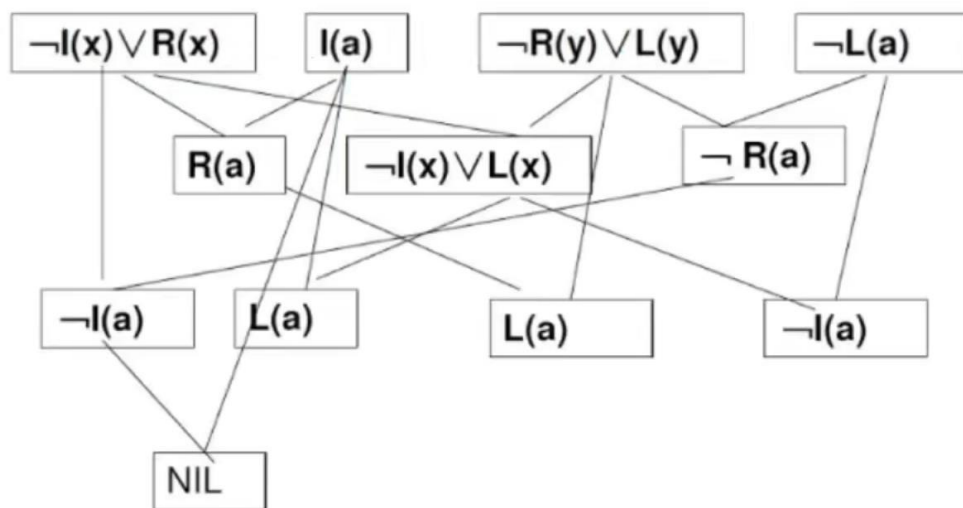 ¬I(x)∨R(x)
I(a)
¬R(y)∨L(y)
¬L(a)
R(a)
¬I(x)∨L(x)
¬ R(a)
¬I(a)
L(a)
L(a)
¬I(a)
NIL